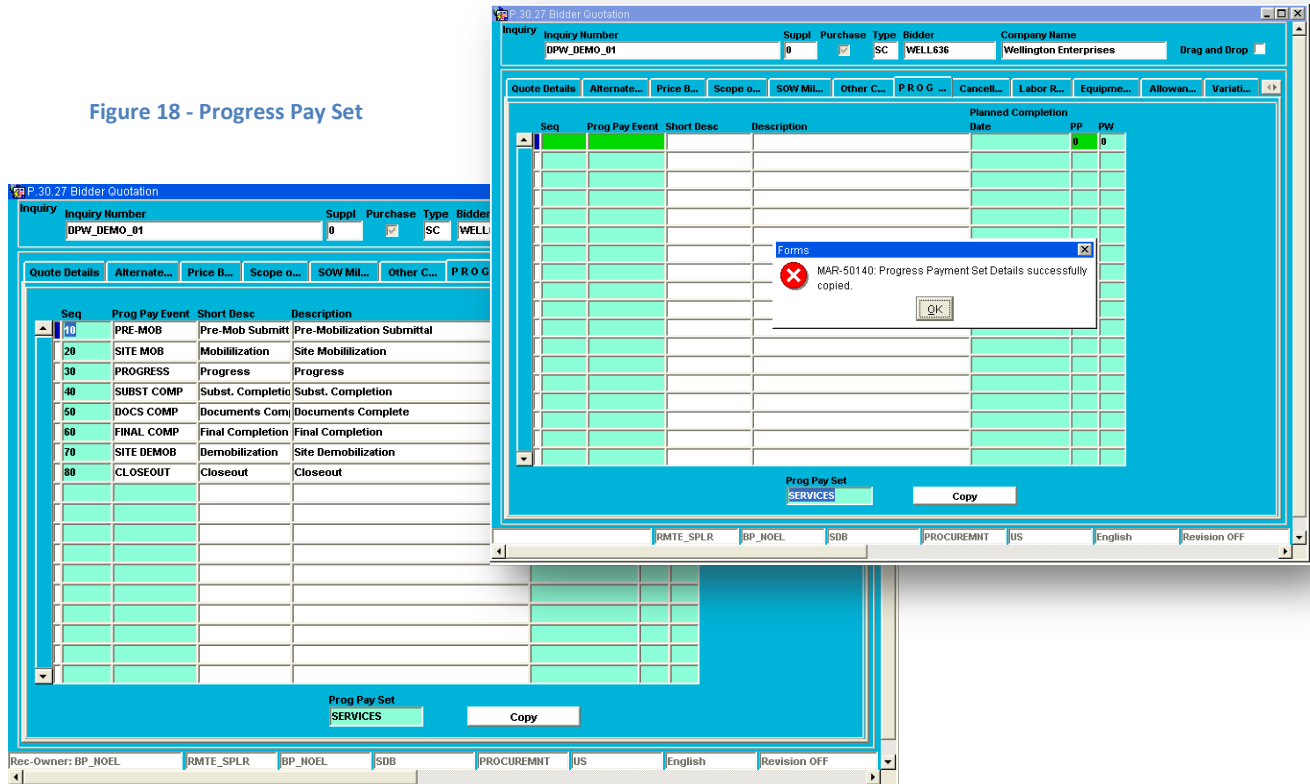 Figure 18 - Progress Pay Set
P.30.27 Bidder Quotation
Inquiry Inquiry Number Suppl Purchase Type Bidder Company Name
DPW_DEMO_01 0 SC WELL636 Wellington Enterprises Drag and Drop
Quote Details Alternate... Price B... Scope o... SOW Mil... Other C... P R O G ... Cancell... Labor R... Equipme... Allowan... Variati...
Planned Completion
Seq Prog Pay Event Short Desc Description Date PP PW
0 0
Forms
MAR-50140: Progress Payment Set Details successfully
copied.
OK
Prog Pay Set
SERVICES Copy
RMTE_SPLR BP_NOEL SDB PROCUREMNT US English Revision OFF
P.30.27 Bidder Quotation
Inquiry Inquiry Number Suppl Purchase Type Bidder
DPW_DEMO_01 0 SC
Quote Details Alternate... Price B... Scope o... SOW Mil... Other C... P R O G
Seq Prog Pay Event Short Desc Description
10 PRE-MOB Pre-Mob Submitt Pre-Mobilization Submittal
20 SITE MOB Mobililization Site Mobililization
30 PROGRESS Progress Progress
40 SUBST COMP Subst. Completio Subst. Completion
50 DOCS COMP Documents Com Documents Complete
60 FINAL COMP Final Completion Final Completion
70 SITE DEMOB Demobilization Site Demobilization
80 CLOSEOUT Closeout Closeout
Prog Pay Set
SERVICES Copy
Rec-Owner: BP_NOEL RMTE_SPLR BP_NOEL SDB PROCUREMNT US English Revision OFF